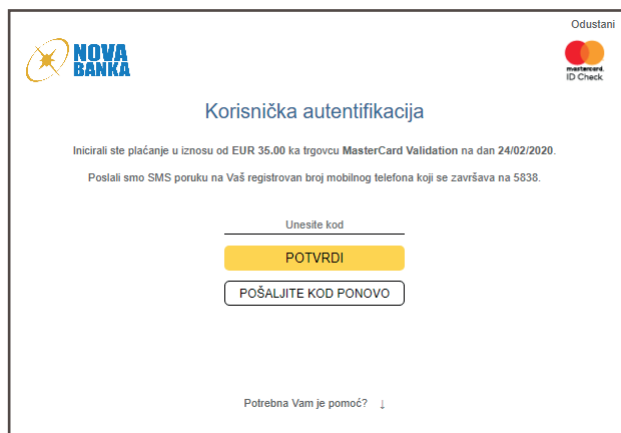 Odustani
NOVA
BANKA
mastercard.
ID Check
Korisnička autentifikacija
Inicirali ste plaćanje u iznosu od EUR 35.00 ka trgovcu MasterCard Validation na dan 24/02/2020.
Poslali smo SMS poruku na Vaš registrovan broj mobilnog telefona koji se završava na 5838.
Unesite kod
POTVRDI
POŠALJITE KOD PONOVO
Potrebna Vam je pomoć? ↓